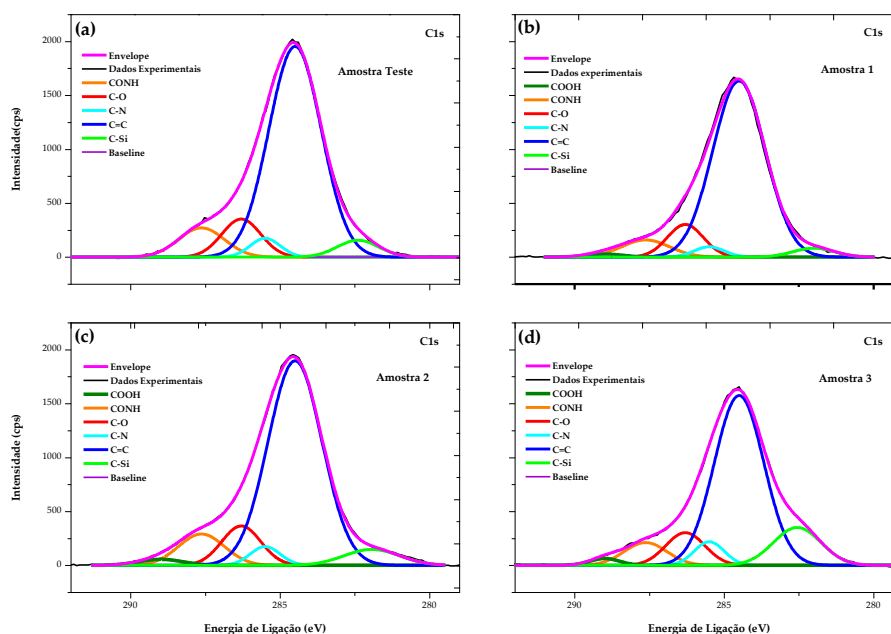 (a)
C1s
Envelope
Dados Experimentais
CONH
C-O
C-N
C=C
C-Si
Baseline
Amostra Teste
2000
1500
1000
500
0
Intensidade(cps)
(b)
C1s
Envelope
Dados experimentais
COOH
CONH
C-O
C-N
C=C
C-Si
Baseline
Amostra 1
(c)
C1s
Envelope
Dados Experimentais
COOH
CONH
C-O
C-N
C=C
C-Si
Baseline
Amostra 2
2000
1500
1000
500
0
Intensidade (cps)
290
285
280
Energia de Ligação (eV)
(d)
C1s
Envelope
Dados Experimentais
COOH
CONH
C-O
C-N
C=C
C-Si
Baseline
Amostra 3
290
285
280
Energia de Ligação (eV)